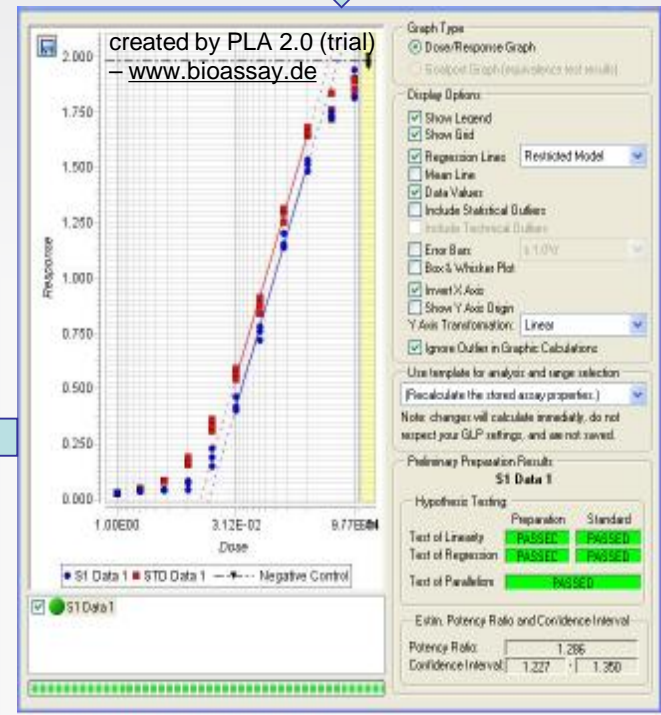 created by PLA 2.0 (trial)
– www.bioassay.de
2.000
1.750
1.500
1.250
1.000
0.750
0.500
0.250
0.000
Response
1.00E00 3.12E-02
Dose
S1 Data 1 STD Data 1 Negative Control
S1 Data 1
Graph Type
Dose/Response Graph
Goalpost Graph (equivalence test results)
Display Options
Show Legend
Show Grid
Regression Lines Restricted Model
Mean Line
Data Values
Include Statistical Outliers
Include Technical Outliers
Error Bars
Box & Whisker Plot
Invert X Axis
Show Y Axis Origin
Y Axis Transformation: Linear
Ignore Outlier in Graphic Calculations
Use template for analysis and range selection
(Recalculate the stored assay properties.)
Note: changes will calculate immediatly, do not
respect your GLP settings, and are not saved.
Preliminary Preparation Results
S1 Data 1
Hypothesis Testing
Preparation Standard
Test of Linearity PASSED PASSED
Test of Regression PASSED PASSED
Test of Parallelism PASSED
Estim. Potency Ratio and Confidence Interval
Potency Ratio: 1.286
Confidence Interval: 1.227 - 1.350